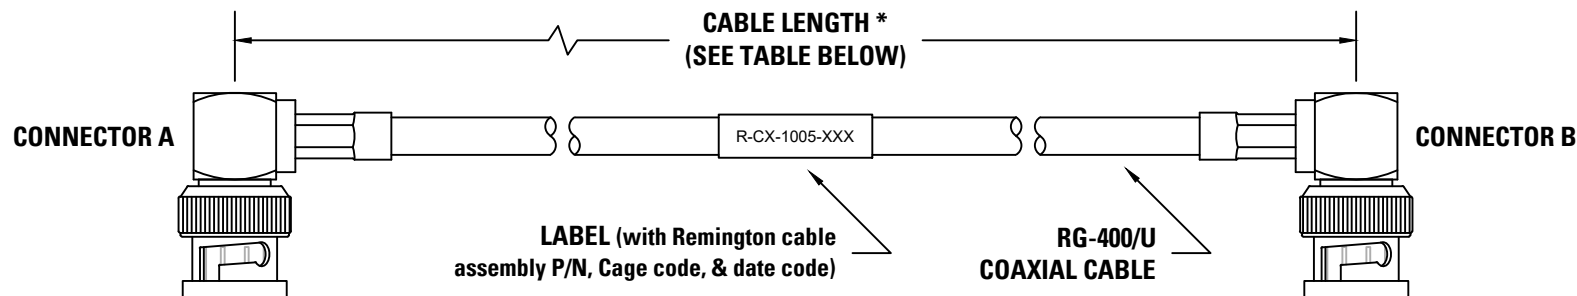 CABLE LENGTH *
(SEE TABLE BELOW)
CONNECTOR A
R-CX-1005-XXX
CONNECTOR B
LABEL (with Remington cable
assembly P/N, Cage code, & date code)
RG-400/U
COAXIAL CABLE